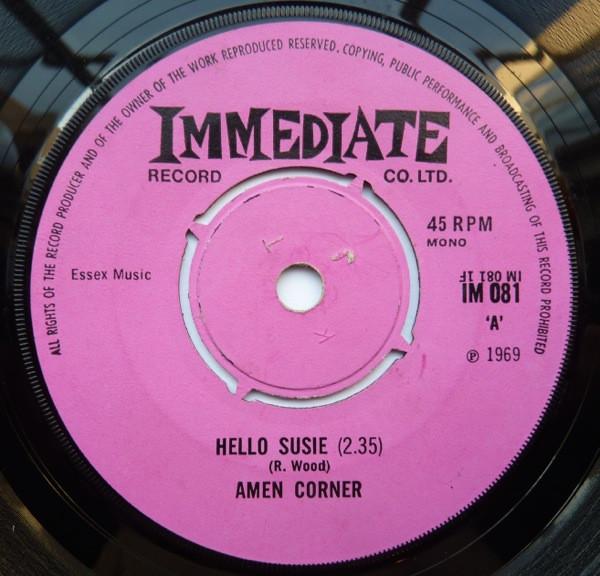 ALL RIGHTS OF THE RECORD PRODUCER AND OF THE OWNER OF THE WORK REPRODUCED RESERVED. COPYING, PUBLIC PERFORMANCE AND BROADCASTING OF THIS RECORD PROHIBITED
IMMEDIATE
RECORD CO. LTD.
45 RPM
MONO
Essex Music
IM 081 1F
IM 081
'A'
℗ 1969
HELLO SUSIE (2.35)
(R. Wood)
AMEN CORNER